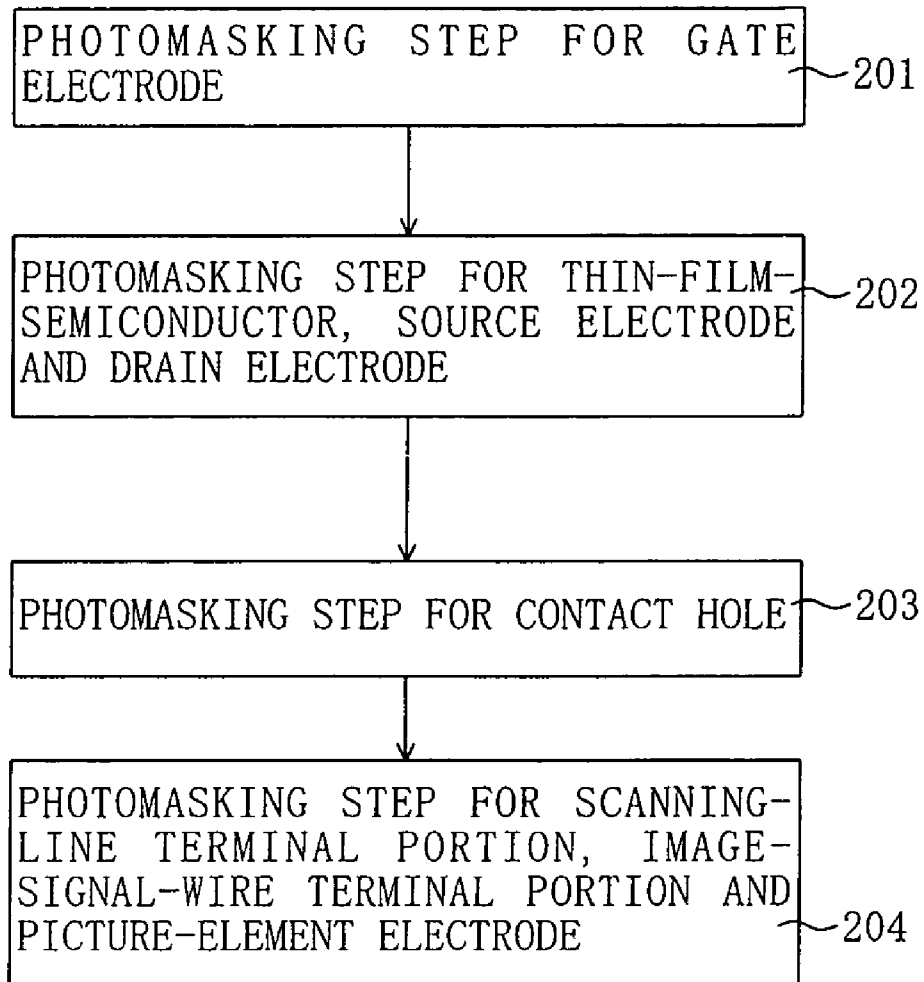 PHOTOMASKING STEP FOR GATE
ELECTRODE
201
PHOTOMASKING STEP FOR THIN-FILM-
SEMICONDUCTOR, SOURCE ELECTRODE
AND DRAIN ELECTRODE
202
PHOTOMASKING STEP FOR CONTACT HOLE
203
PHOTOMASKING STEP FOR SCANNING-
LINE TERMINAL PORTION, IMAGE-
SIGNAL-WIRE TERMINAL PORTION AND
PICTURE-ELEMENT ELECTRODE
204